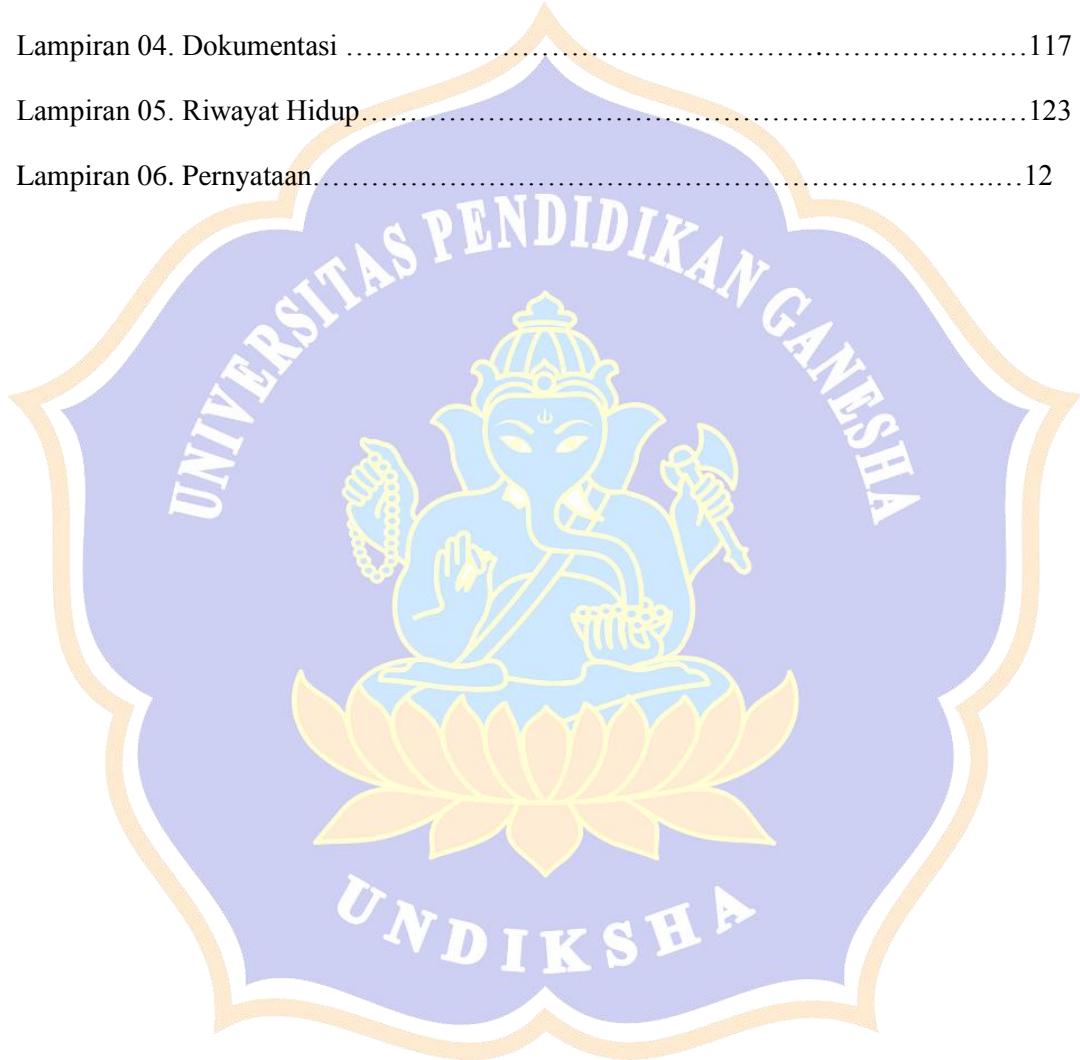 Lampiran 04. Dokumentasi ……………………………………………….…………………117
Lampiran 05. Riwayat Hidup…………………………………………………………...…123
Lampiran 06. Pernyataan……………………………………………………………….…12
UNIVERSITAS PENDIDIKAN GANESHA
UNDIKSHA